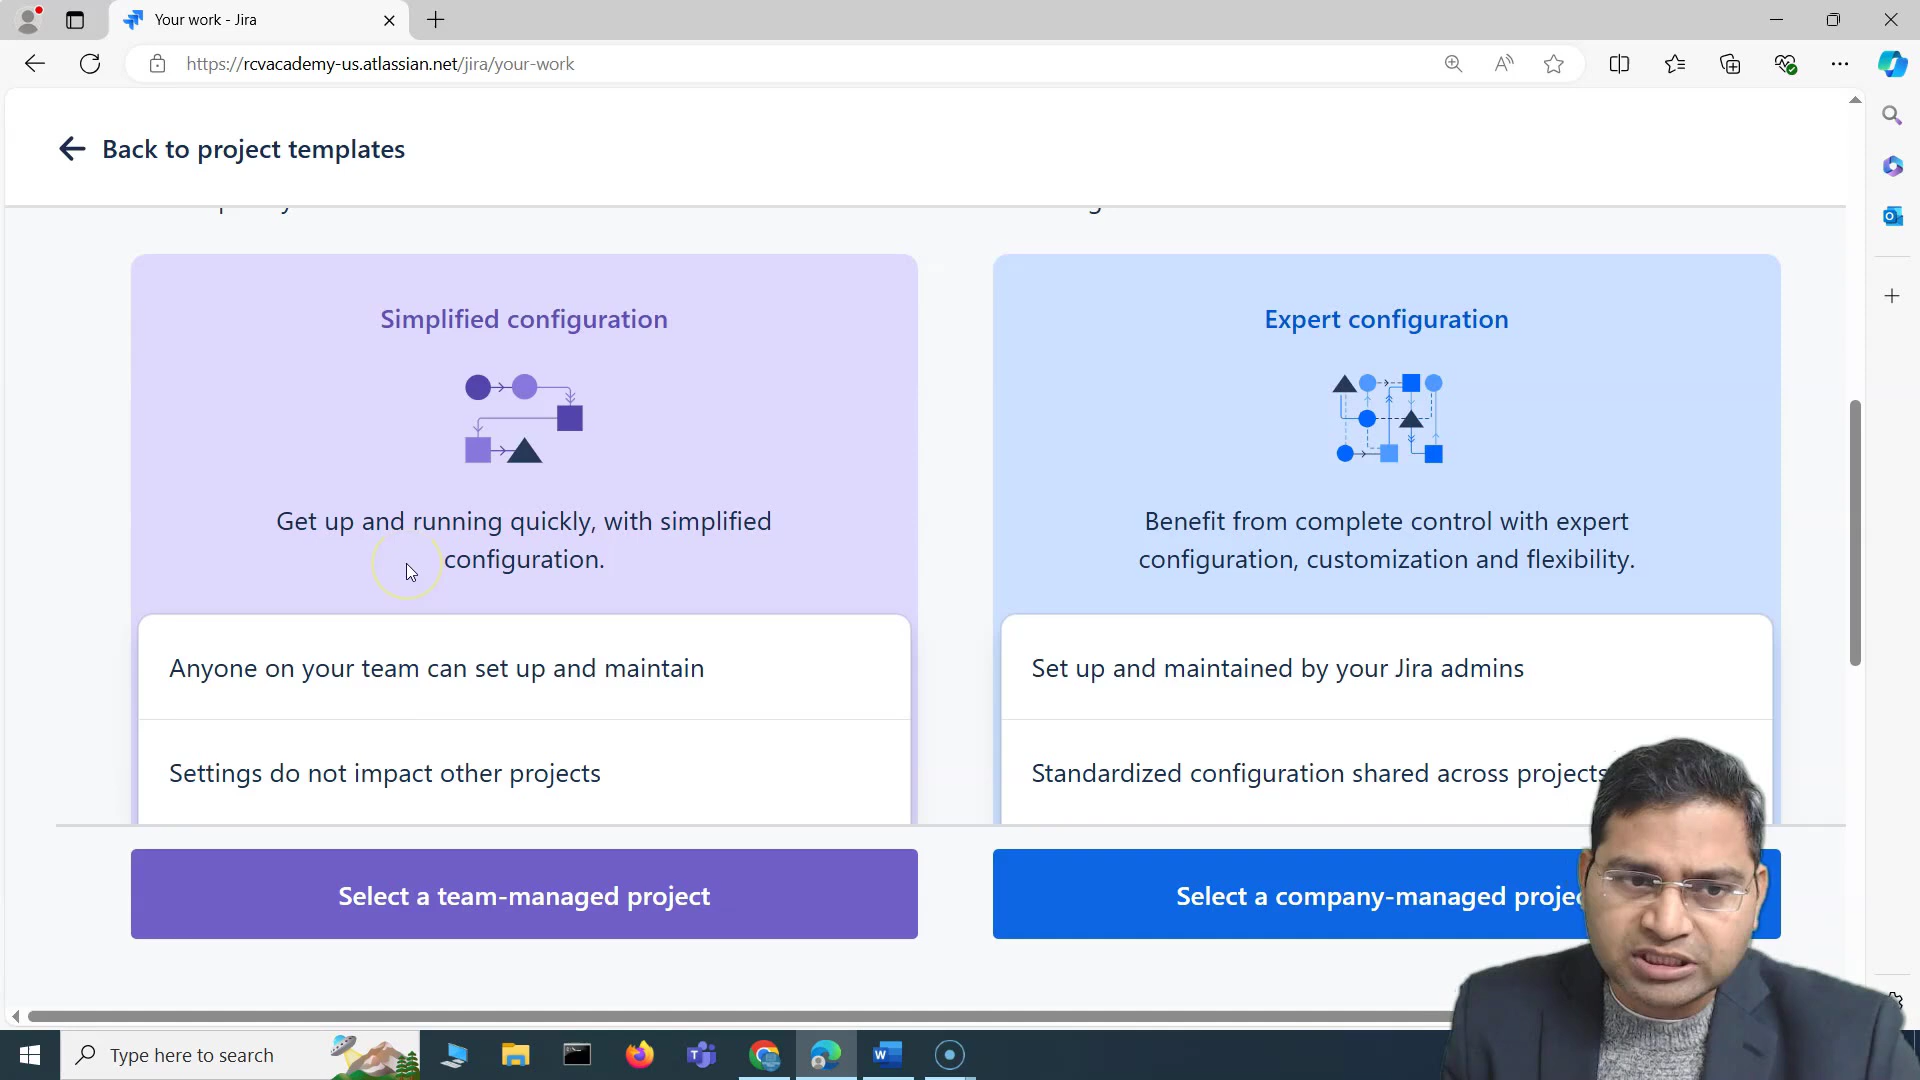 Your work - Jira
https://rcvacademy-us.atlassian.net/jira/your-work
Back to project templates
Simplified configuration
Get up and running quickly, with simplified
configuration.
Anyone on your team can set up and maintain
Settings do not impact other projects
Select a team-managed project
Expert configuration
Benefit from complete control with expert
configuration, customization and flexibility.
Set up and maintained by your Jira admins
Standardized configuration shared across projects
Select a company-managed projec
Type here to search